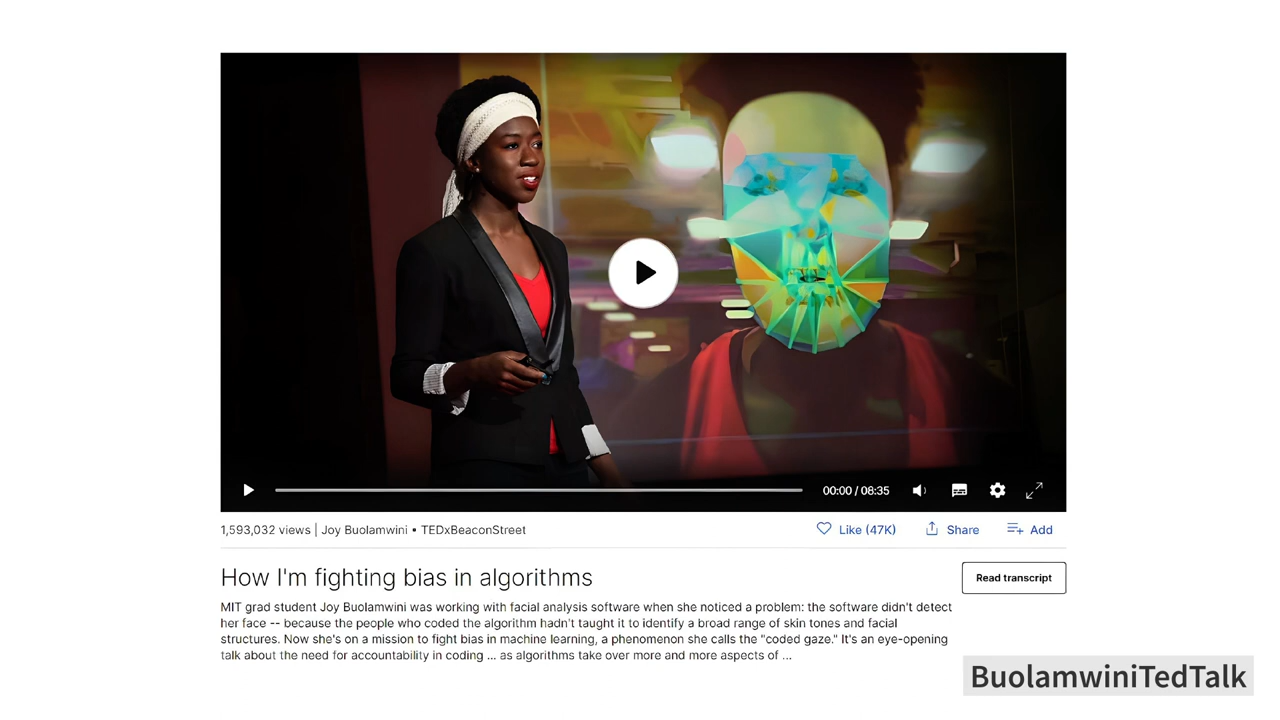 00:00 / 08:35
1,593,032 views | Joy Buolamwini • TEDxBeaconStreet
Like (47K)
Share
Add
How I'm fighting bias in algorithms
Read transcript
MIT grad student Joy Buolamwini was working with facial analysis software when she noticed a problem: the software didn't detect
her face -- because the people who coded the algorithm hadn't taught it to identify a broad range of skin tones and facial
structures. Now she's on a mission to fight bias in machine learning, a phenomenon she calls the "coded gaze." It's an eye-opening
talk about the need for accountability in coding ... as algorithms take over more and more aspects of ...
BuolamwiniTedTalk